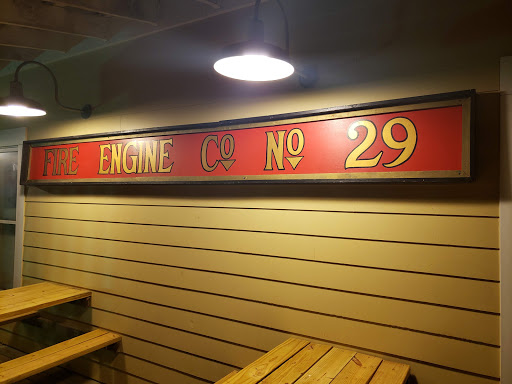 FIRE ENGINE Co No 29